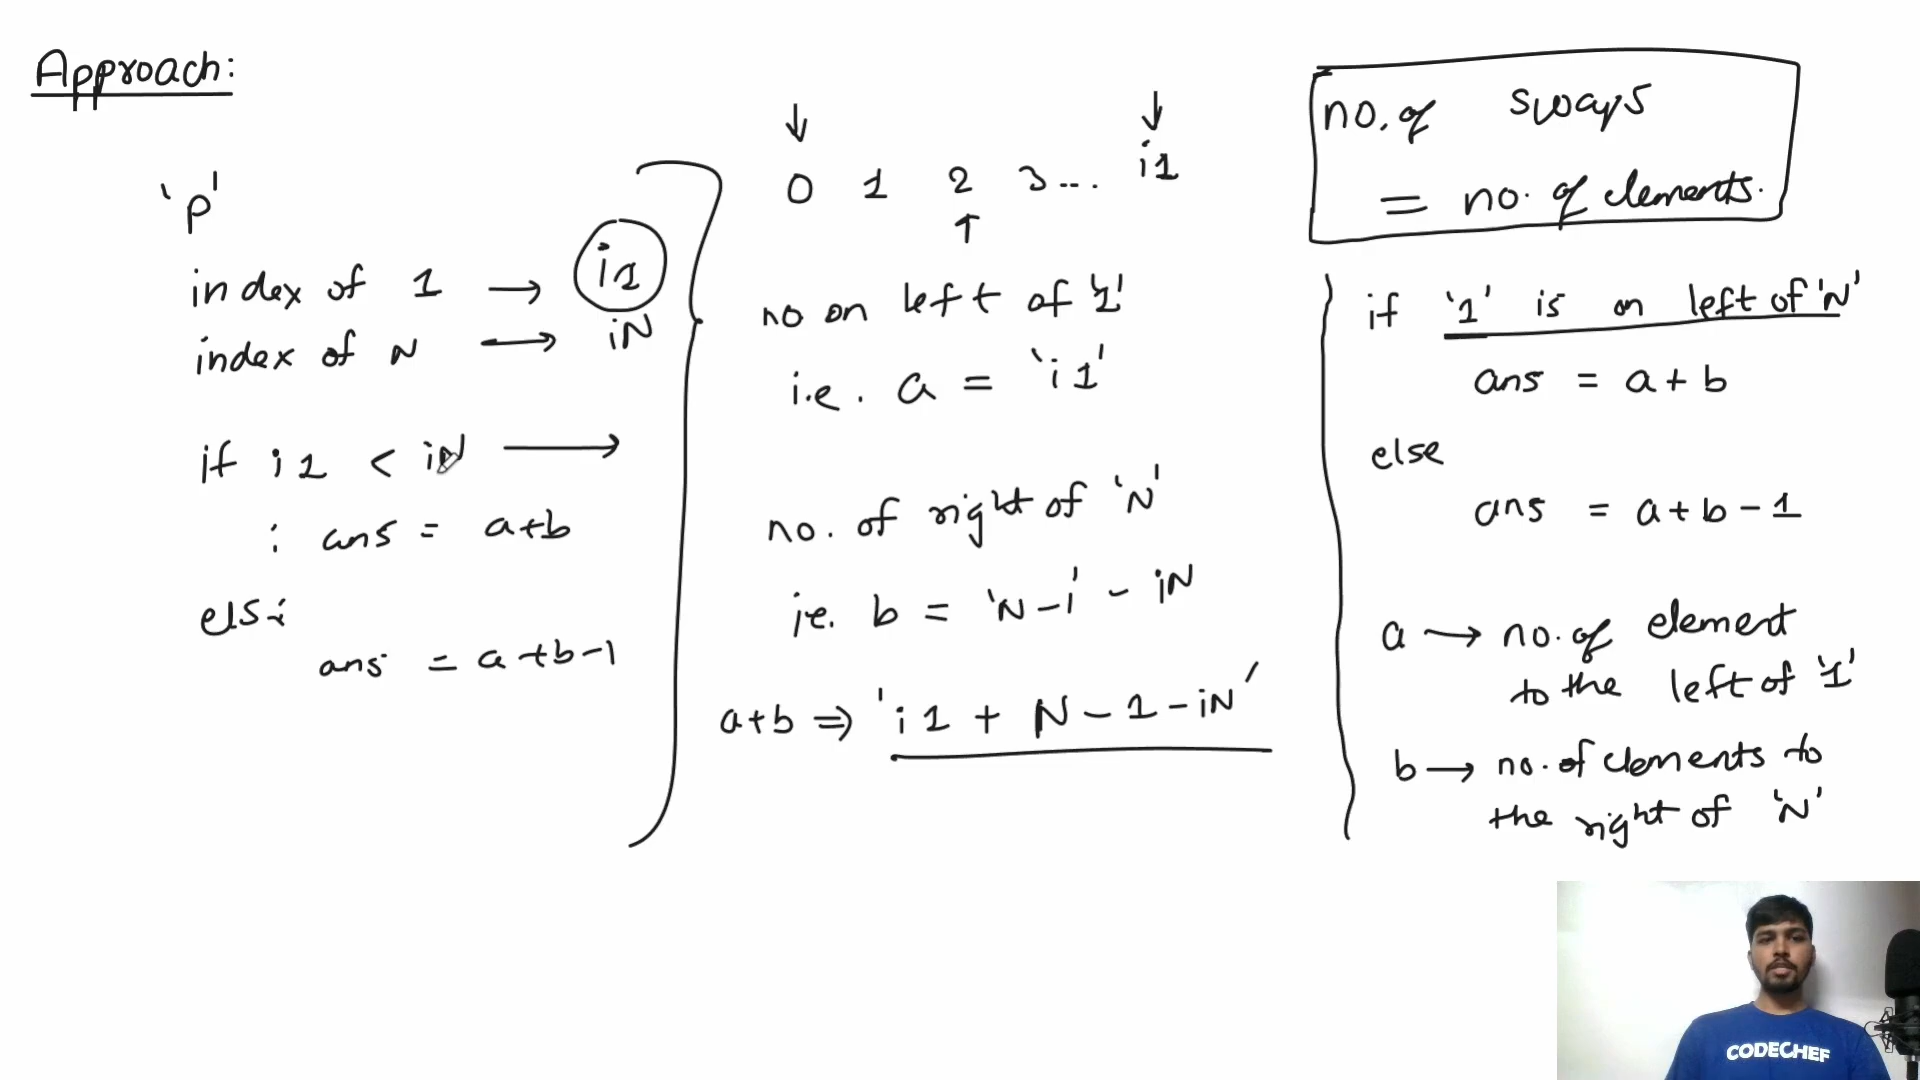 Approach:
'p'
index of 1 → i1
index of N → iN
if i1 < iN →
: ans = a+b
else:
ans = a+b-1
↓ ↓
0 1 2 3... i1
↑
no on left of '1'
i.e. a = 'i1'
no. of right of 'N'
ie. b = 'N-1' - iN
a+b ⇒ 'i1 + N - 1 - iN'
no. of swaps
= no. of elements.
if '1' is on left of 'N'
ans = a+b
else
ans = a+b-1
a → no. of element
to the left of '1'
b → no. of elements to
the right of 'N'
CODECHEF